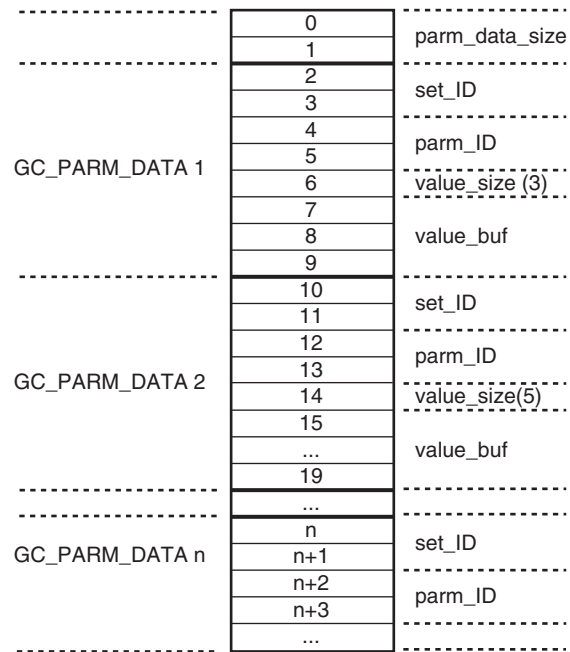 0
parm_data_size
1
2
set_ID
3
4
parm_ID
5
GC_PARM_DATA 1
6
value_size (3)
7
8
value_buf
9
10
set_ID
11
12
parm_ID
13
GC_PARM_DATA 2
14
value_size(5)
15
...
value_buf
19
...
n
set_ID
GC_PARM_DATA n
n+1
n+2
parm_ID
n+3
...